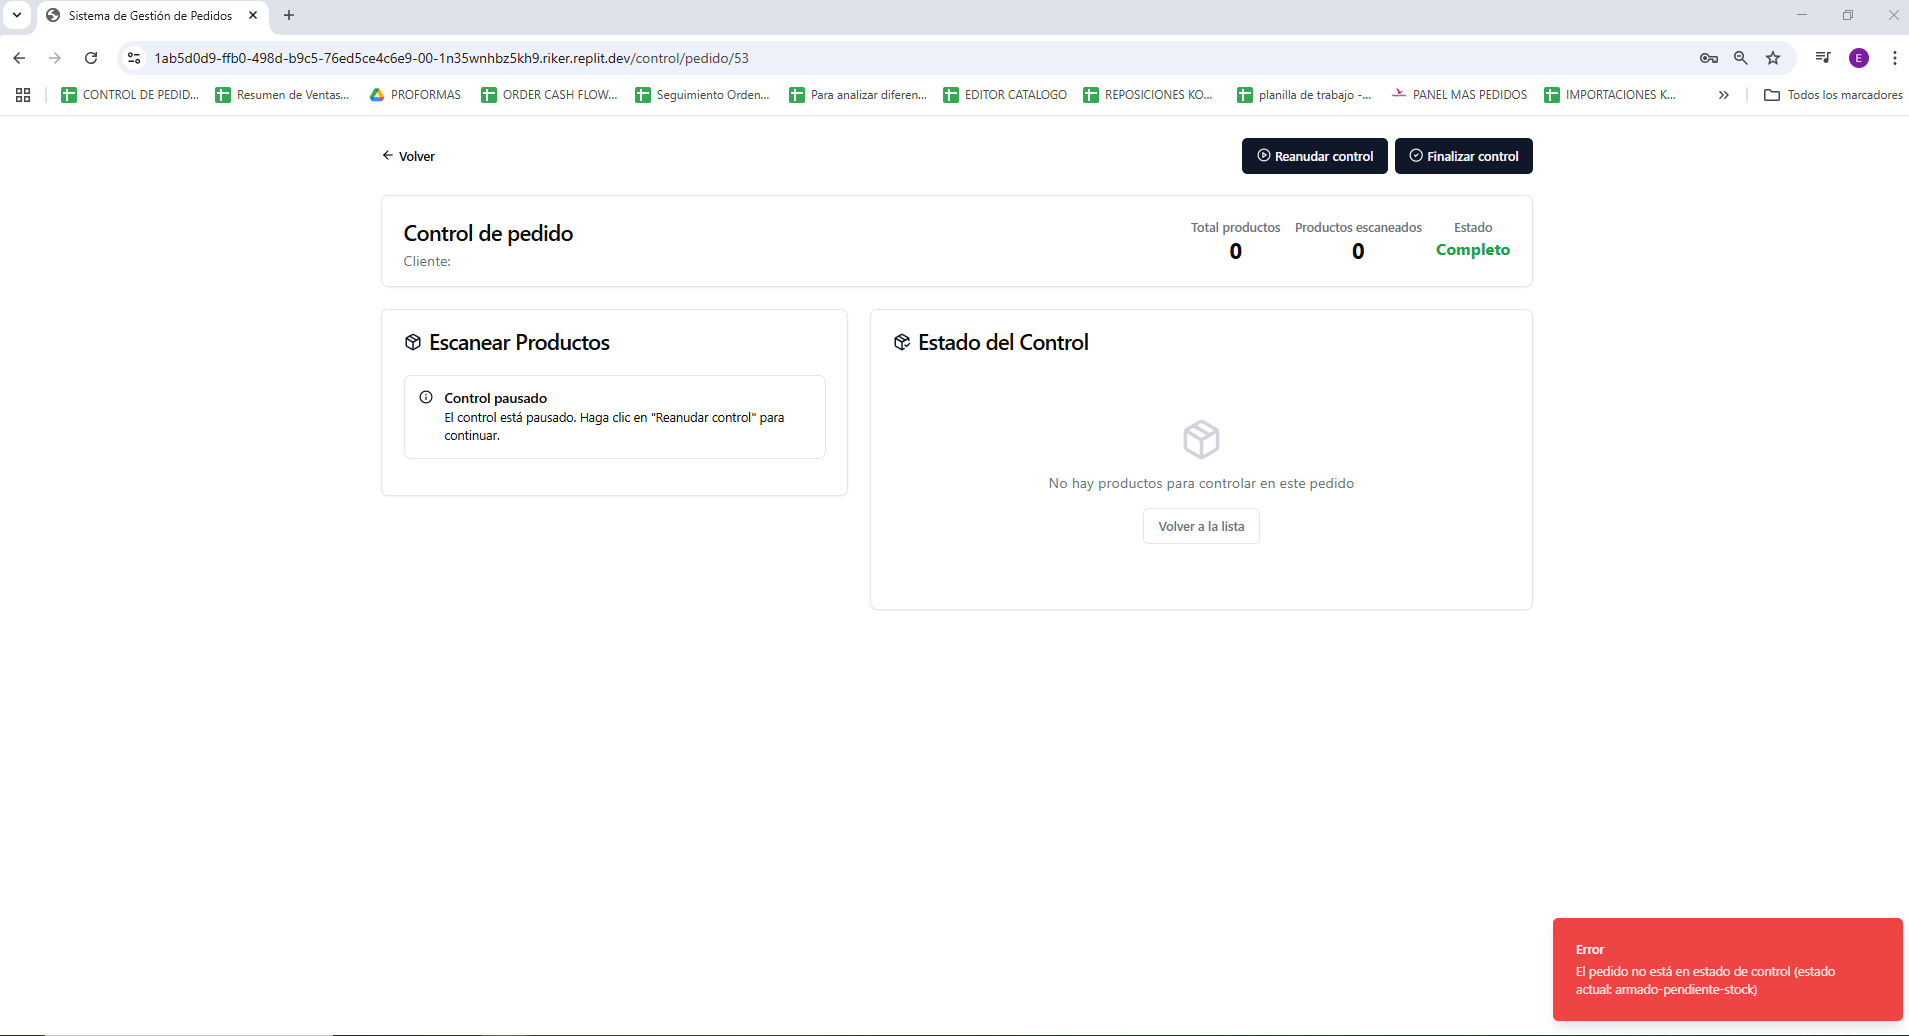 Sistema de Gestión de Pedidos
1ab5d0d9-ffb0-498d-b9c5-76ed5ce4c6e9-00-1n35wnhbz5kh9.riker.replit.dev/control/pedido/53
E
CONTROL DE PEDID...
Resumen de Ventas...
PROFORMAS
ORDER CASH FLOW...
Seguimiento Orden...
Para analizar diferen...
EDITOR CATALOGO
REPOSICIONES KO...
planilla de trabajo -...
PANEL MAS PEDIDOS
IMPORTACIONES K...
Todos los marcadores
Volver
Reanudar control
Finalizar control
Control de pedido
Cliente:
Total productos
0
Productos escaneados
0
Estado
Completo
Escanear Productos
Control pausado
El control está pausado. Haga clic en "Reanudar control" para
continuar.
Estado del Control
No hay productos para controlar en este pedido
Volver a la lista
Error
El pedido no está en estado de control (estado
actual: armado-pendiente-stock)